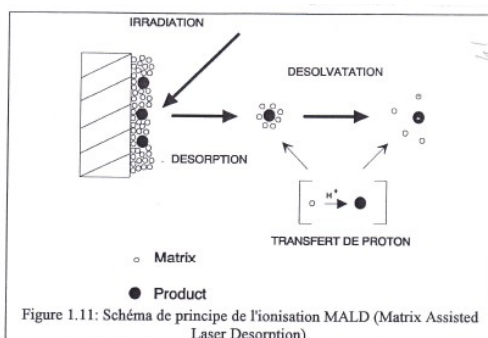 IRRADIATION
DESOLVATATION
DESORPTION
H+
TRANSFERT DE PROTON
Matrix
Product
Figure 1.11: Schéma de principe de l'ionisation MALD (Matrix Assisted
Laser Desorption)